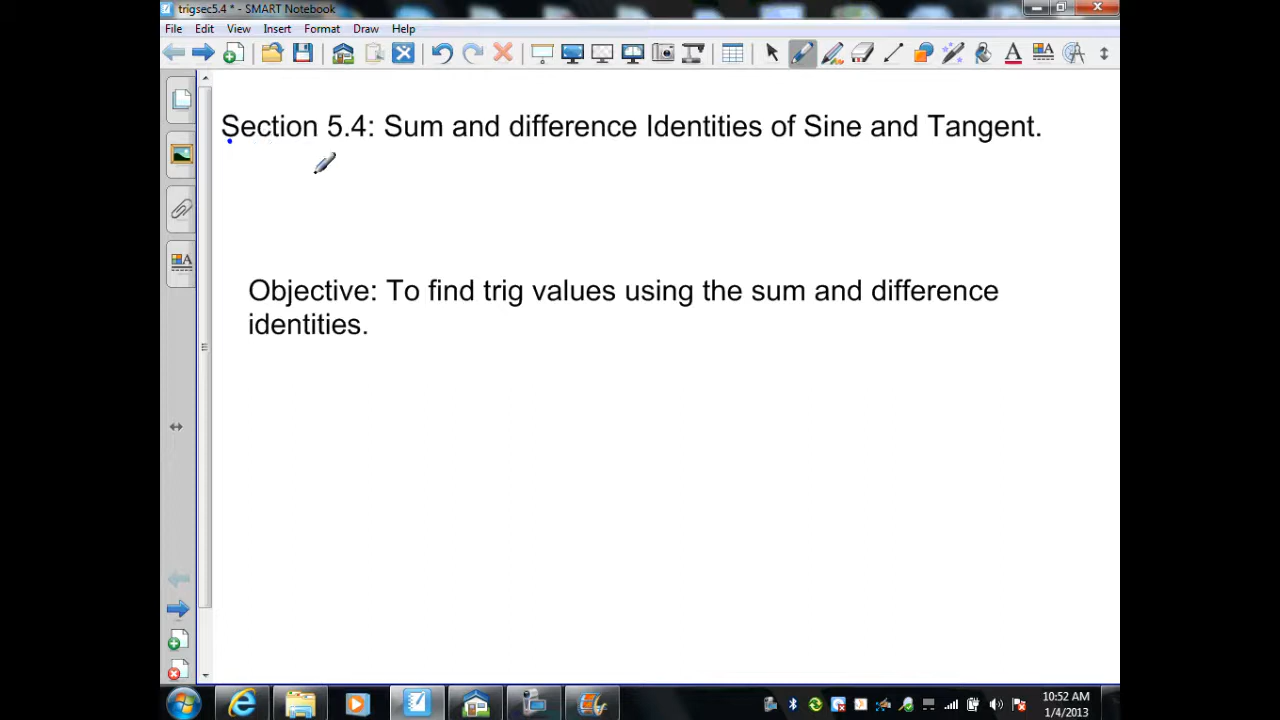 trigsec5.4 * - SMART Notebook
File Edit View Insert Format Draw Help
Section 5.4: Sum and difference Identities of Sine and Tangent.
Objective: To find trig values using the sum and difference
identities.
10:52 AM
1/4/2013